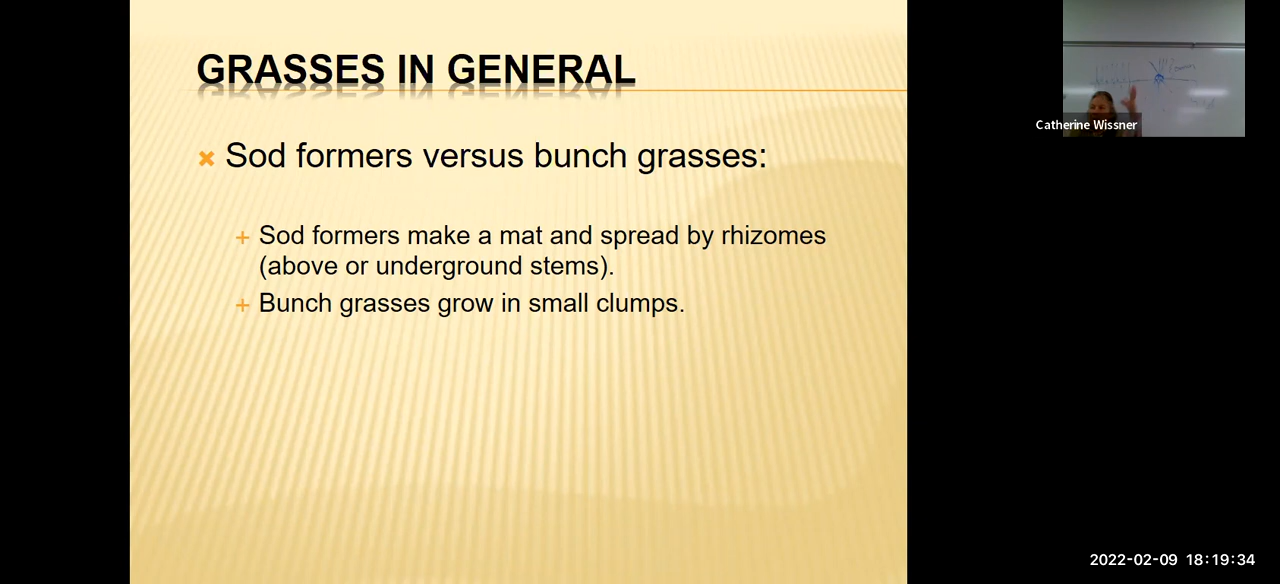 GRASSES IN GENERAL
Sod formers versus bunch grasses:
Sod formers make a mat and spread by rhizomes
(above or underground stems).
Bunch grasses grow in small clumps.
Catherine Wissner
2022-02-09 18:19:34